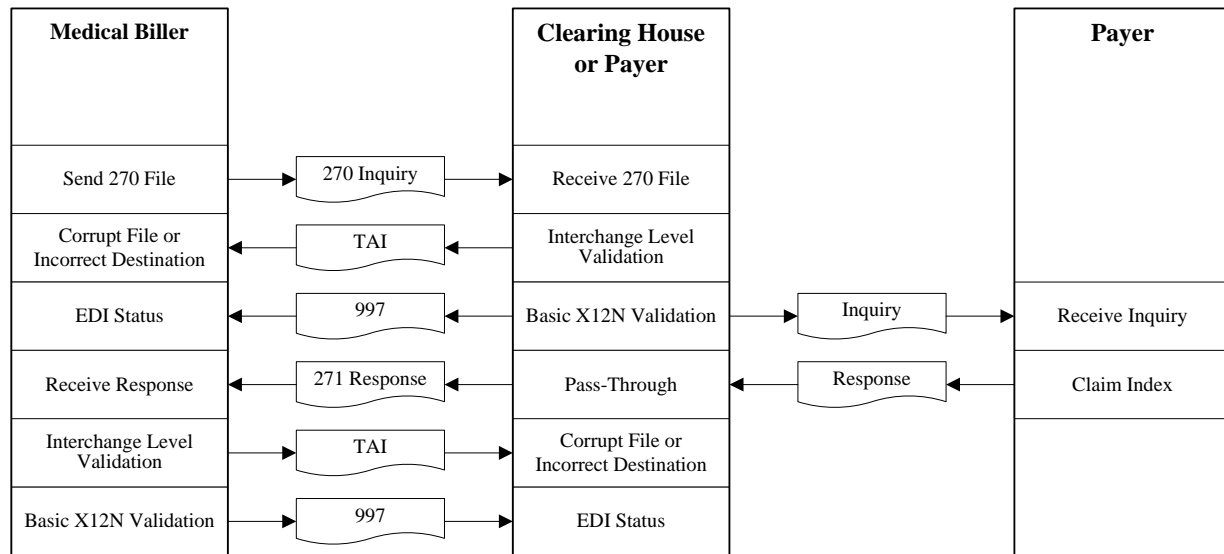 Medical Biller
Clearing House
or Payer
Payer
Send 270 File
270 Inquiry
Receive 270 File
Corrupt File or
Incorrect Destination
TAI
Interchange Level
Validation
EDI Status
997
Basic X12N Validation
Inquiry
Receive Inquiry
Receive Response
271 Response
Pass-Through
Response
Claim Index
Interchange Level
Validation
TAI
Corrupt File or
Incorrect Destination
Basic X12N Validation
997
EDI Status